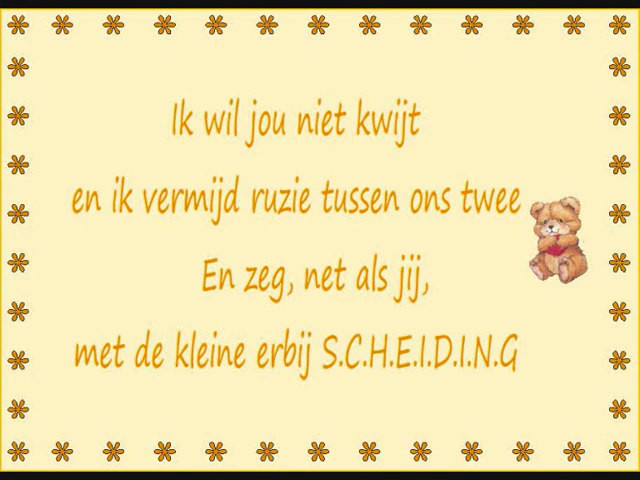 Ik wil jou niet kwijt
en ik vermijd ruzie tussen ons twee
En zeg, net als jij,
met de kleine erbij S.C.H.E.I.D.I.N.G